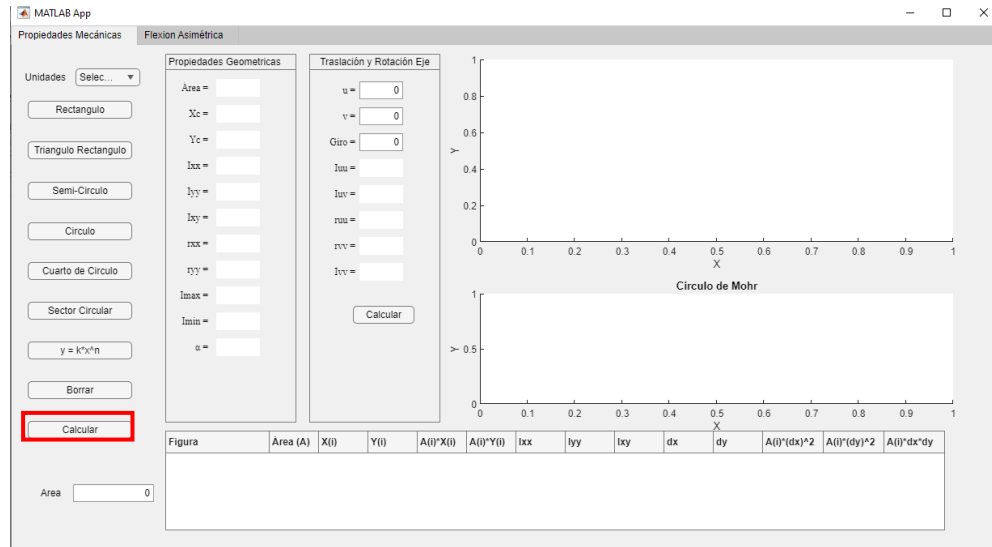 MATLAB App
Propiedades Mecánicas
Flexion Asimétrica
Unidades
Selec...
Rectangulo
Triangulo Rectangulo
Semi-Circulo
Circulo
Cuarto de Circulo
Sector Circular
y = k*x^n
Borrar
Calcular
Area
0
Propiedades Geometricas
Área =
Xc =
Yc =
Ixx =
Iyy =
Ixy =
rxx =
ryy =
Imax =
Imin =
α =
Traslación y Rotación Eje
u = 0
v = 0
Giro = 0
Iuu =
Iuv =
ruu =
rvv =
Ivv =
Calcular
1
0.8
0.6
0.4
0.2
0
Y
0 0.1 0.2 0.3 0.4 0.5 0.6 0.7 0.8 0.9 1
X
Circulo de Mohr
1
0.5
0
Y
0 0.1 0.2 0.3 0.4 0.5 0.6 0.7 0.8 0.9 1
X
Figura Área (A) X(i) Y(i) A(i)*X(i) A(i)*Y(i) Ixx Iyy Ixy dx dy A(i)*(dx)^2 A(i)*(dy)^2 A(i)*dx*dy